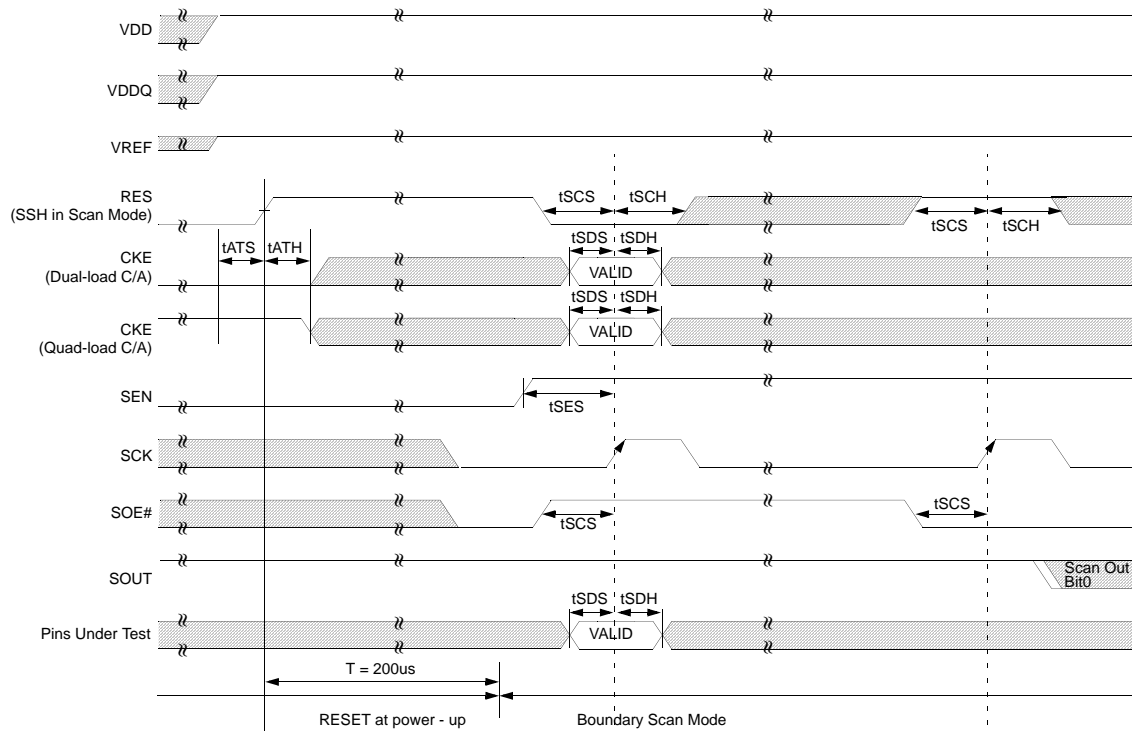 VDD
VDDQ
VREF
RES
(SSH in Scan Mode)
tSCS
tSCH
tSCS
tSCH
tATS
tATH
CKE
(Dual-load C/A)
tSDS
tSDH
VALID
CKE
(Quad-load C/A)
tSDS
tSDH
VALID
SEN
tSES
SCK
SOE#
tSCS
tSCS
SOUT
Scan Out
Bit0
Pins Under Test
tSDS
tSDH
VALID
T = 200us
RESET at power - up
Boundary Scan Mode